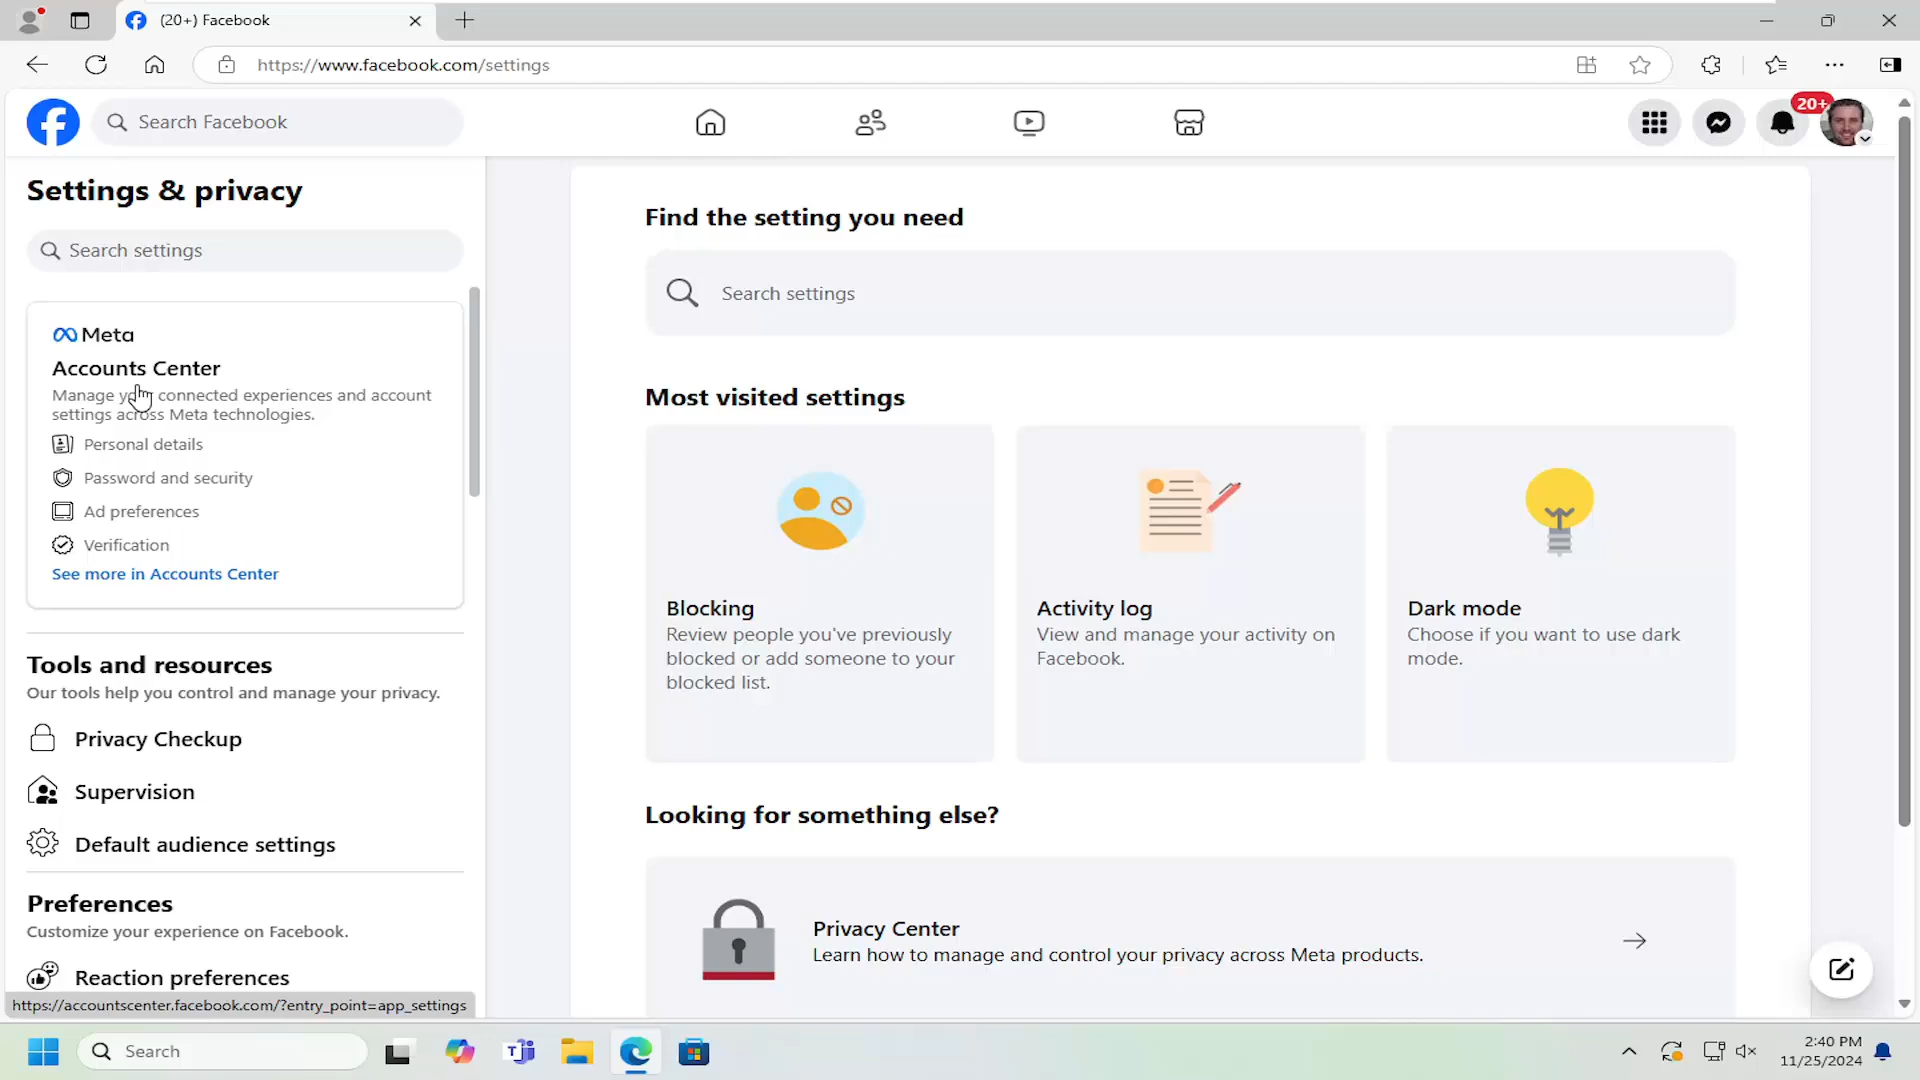 (20+) Facebook
https://www.facebook.com/settings
Search Facebook
20+
Settings & privacy
Search settings
Meta
Accounts Center
Manage y connected experiences and account
settings across Meta technologies.
Personal details
Password and security
Ad preferences
Verification
See more in Accounts Center
Tools and resources
Our tools help you control and manage your privacy.
Privacy Checkup
Supervision
Default audience settings
Preferences
Customize your experience on Facebook.
Reaction preferences
https://accountscenter.facebook.com/?entry_point=app_settings
Find the setting you need
Search settings
Most visited settings
Blocking
Review people you've previously
blocked or add someone to your
blocked list.
Activity log
View and manage your activity on
Facebook.
Dark mode
Choose if you want to use dark
mode.
Looking for something else?
Privacy Center
Learn how to manage and control your privacy across Meta products.
Search
2:40 PM
11/25/2024